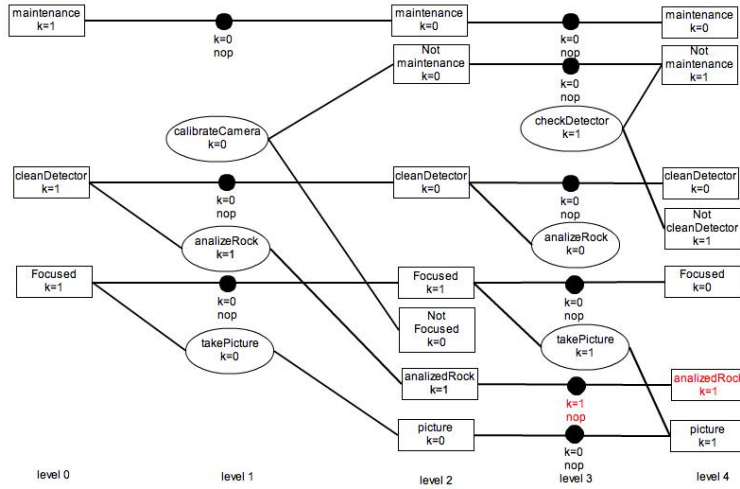 maintenance
k=1
k=0
nop
maintenance
k=0
k=0
nop
maintenance
k=0
Not
maintenance
k=0
k=0
nop
Not
maintenance
k=1
calibrateCamera
k=0
checkDetector
k=1
cleanDetector
k=1
k=0
nop
cleanDetector
k=0
k=0
nop
cleanDetector
k=0
Not
cleanDetector
k=1
analizeRock
k=1
analizeRock
k=0
Focused
k=1
k=0
nop
Focused
k=1
k=0
nop
Focused
k=0
Not
Focused
k=0
takePicture
k=0
takePicture
k=1
analizedRock
k=1
k=1
nop
analizedRock
k=1
picture
k=0
k=0
nop
picture
k=1
level 0
level 1
level 2
level 3
level 4